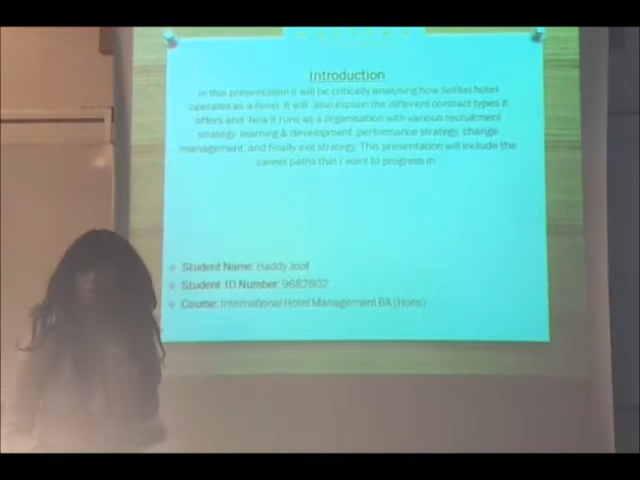 Introduction
In this presentation it will be critically analysing how Sofitel hotel
operates as a hotel. It will also explain the different contract types it
offers and how it runs as a organisation with various recruitment
strategy, learning & development, performance strategy, change
management, and finally exit strategy. This presentation will include the
career paths that I want to progress in
Student Name: Haddy Joof
Student ID Number: 9682802
Course: International Hotel Management BA (Hons)